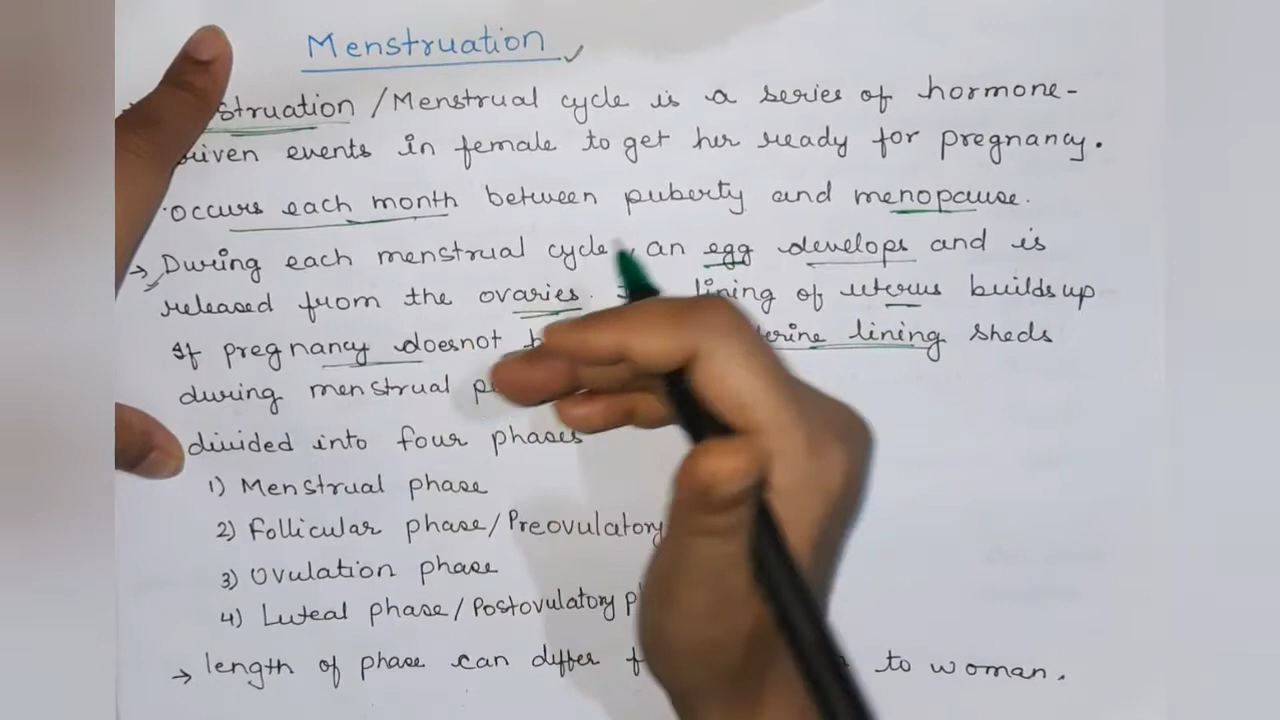 Menstruation
struation / Menstrual cycle is a series of hormone-
riven events in female to get her ready for pregnancy.
occurs each month between puberty and menopause.
→ During each menstrual cycle, an egg develops and is
released from the ovaries. lining of uterus builds up
If pregnancy doesnot erine lining sheds
during menstrual
divided into four phases
1) Menstrual phase
2) Follicular phase/Preovulatory
3) Ovulation phase
4) Luteal phase/Postovulatory p
→ length of phase can differ f to woman.